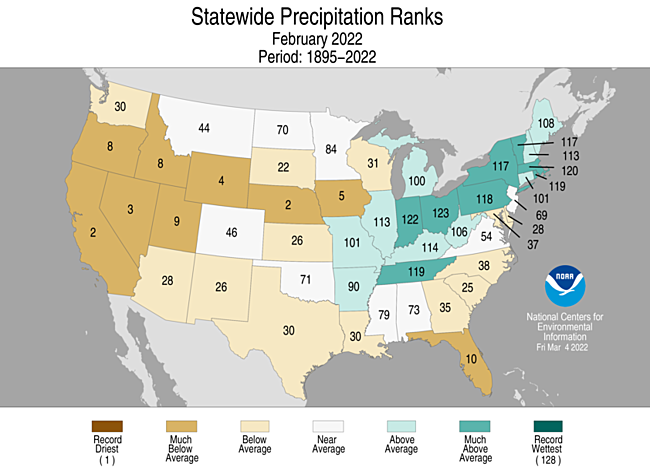 Statewide Precipitation Ranks
February 2022
Period: 1895–2022
30
44
70
84
108
8
8
4
22
31
100
117
117
113
120
119
101
69
28
37
2
3
9
46
2
26
5
101
113
122
123
118
106
54
114
119
28
26
71
90
38
25
35
30
30
79
73
10
NOAA
National Centers for
Environmental
Information
Fri Mar 4 2022
Record
Driest
( 1 )
Much
Below
Average
Below
Average
Near
Average
Above
Average
Much
Above
Average
Record
Wettest
( 128 )